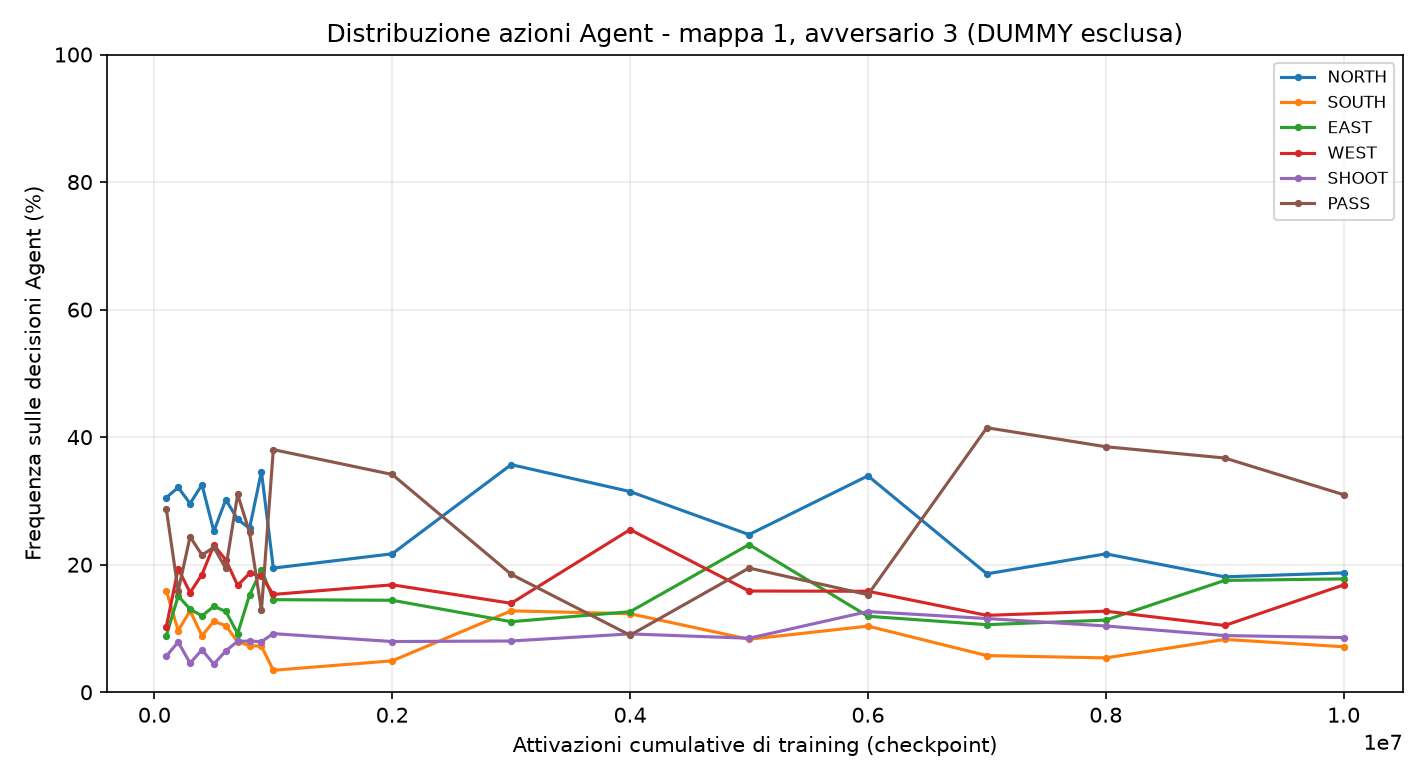 Distribuzione azioni Agent - mappa 1, avversario 3 (DUMMY esclusa)
Frequenza sulle decisioni Agent (%)
100
80
60
40
20
0
NORTH
SOUTH
EAST
WEST
SHOOT
PASS
0.0 0.2 0.4 0.6 0.8 1.0
1e7
Attivazioni cumulative di training (checkpoint)